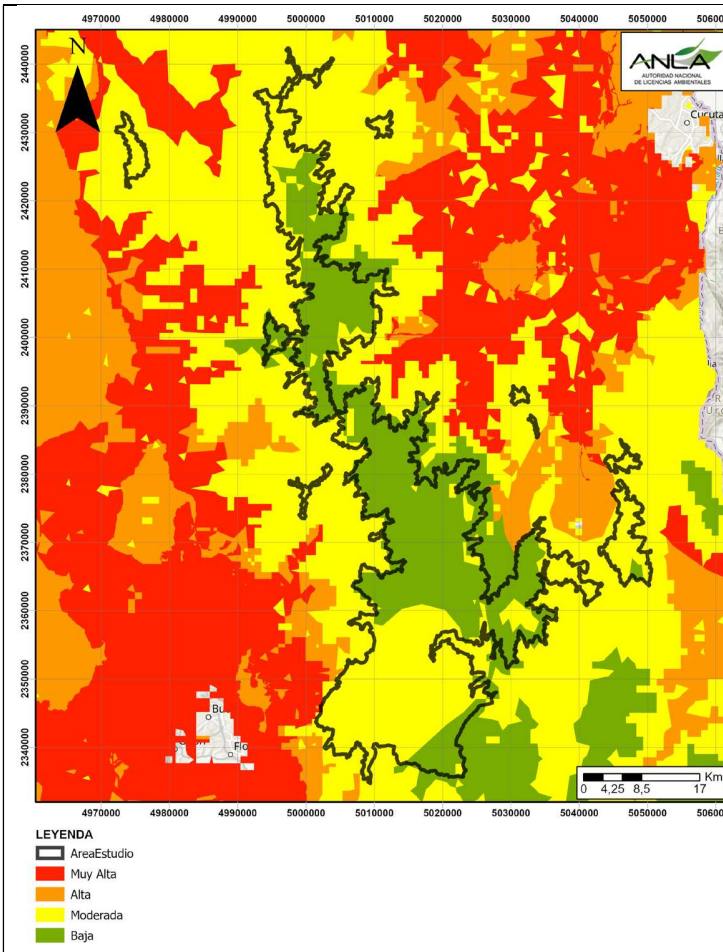 4970000 4980000 4990000 5000000 5010000 5020000 5030000 5040000 5050000
N
ANLA
AUTORIDAD NACIONAL
DE LICENCIAS AMBIENTALES
Cucuta
2440000
2430000
2420000
2410000
2400000
2390000
2380000
2370000
2360000
2350000
2340000
Bu
Flo
Km
0 4,25 8,5 17
4970000 4980000 4990000 5000000 5010000 5020000 5030000 5040000 5050000
LEYENDA
AreaEstudio
Muy Alta
Alta
Moderada
Baja